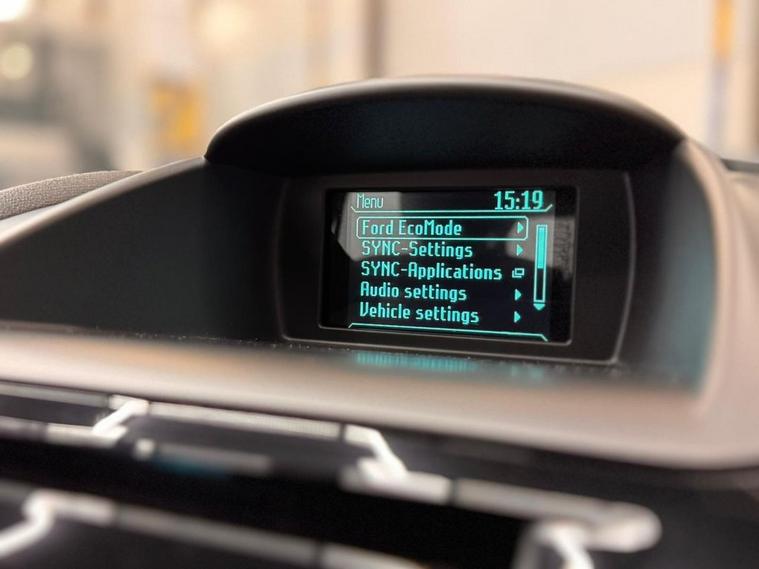 Menu 15:19
Ford EcoMode
SYNC-Settings
SYNC-Applications
Audio settings
Vehicle settings